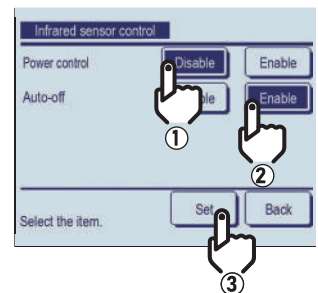 Infrared sensor control
Power control Disable Enable
Auto-off Enable
①
②
Select the item. Set Back
③